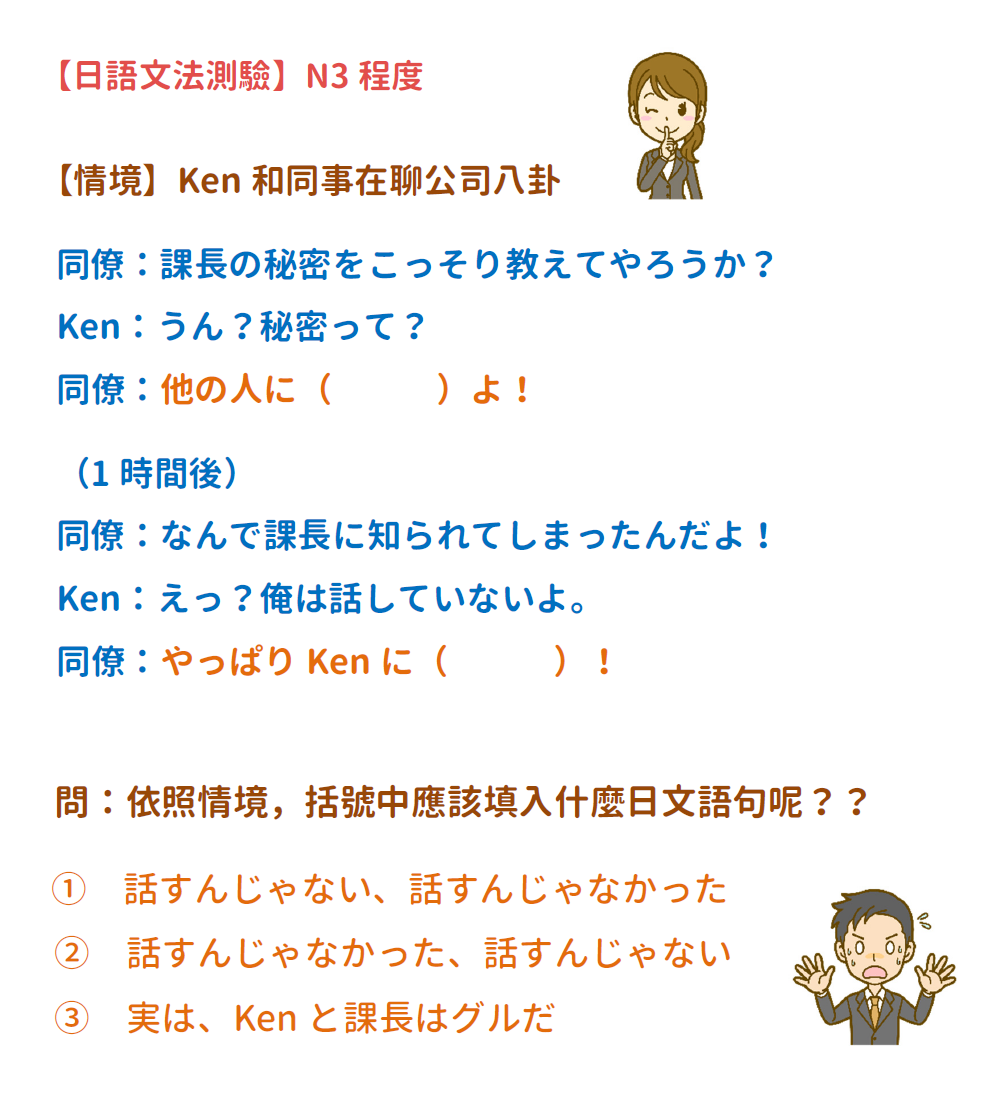 【日語文法測驗】N3 程度
【情境】Ken 和同事在聊公司八卦
同僚：課長の秘密をこっそり教えてやろうか？
Ken：うん？秘密って？
同僚：他の人に（　　　）よ！
（1 時間後）
同僚：なんで課長に知られてしまったんだよ！
Ken：えっ？俺は話していないよ。
同僚：やっぱり Ken に（　　　）！
問：依照情境，括號中應該填入什麼日文語句呢？？
①　話すんじゃない、話すんじゃなかった
②　話すんじゃなかった、話すんじゃない
③　実は、Ken と課長はグルだ